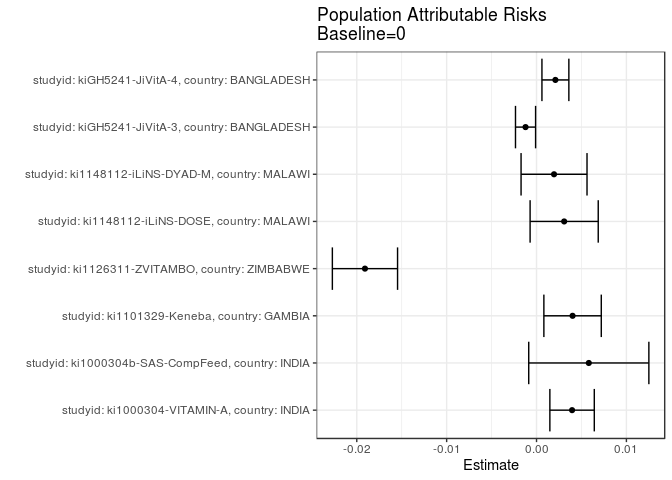 Population Attributable Risks
Baseline=0
studyid: kiGH5241-JiVitA-4, country: BANGLADESH
studyid: kiGH5241-JiVitA-3, country: BANGLADESH
studyid: ki1148112-iLiNS-DYAD-M, country: MALAWI
studyid: ki1148112-iLiNS-DOSE, country: MALAWI
studyid: ki1126311-ZVITAMBO, country: ZIMBABWE
studyid: ki1101329-Keneba, country: GAMBIA
studyid: ki1000304b-SAS-CompFeed, country: INDIA
studyid: ki1000304-VITAMIN-A, country: INDIA
-0.02 -0.01 0.00 0.01
Estimate